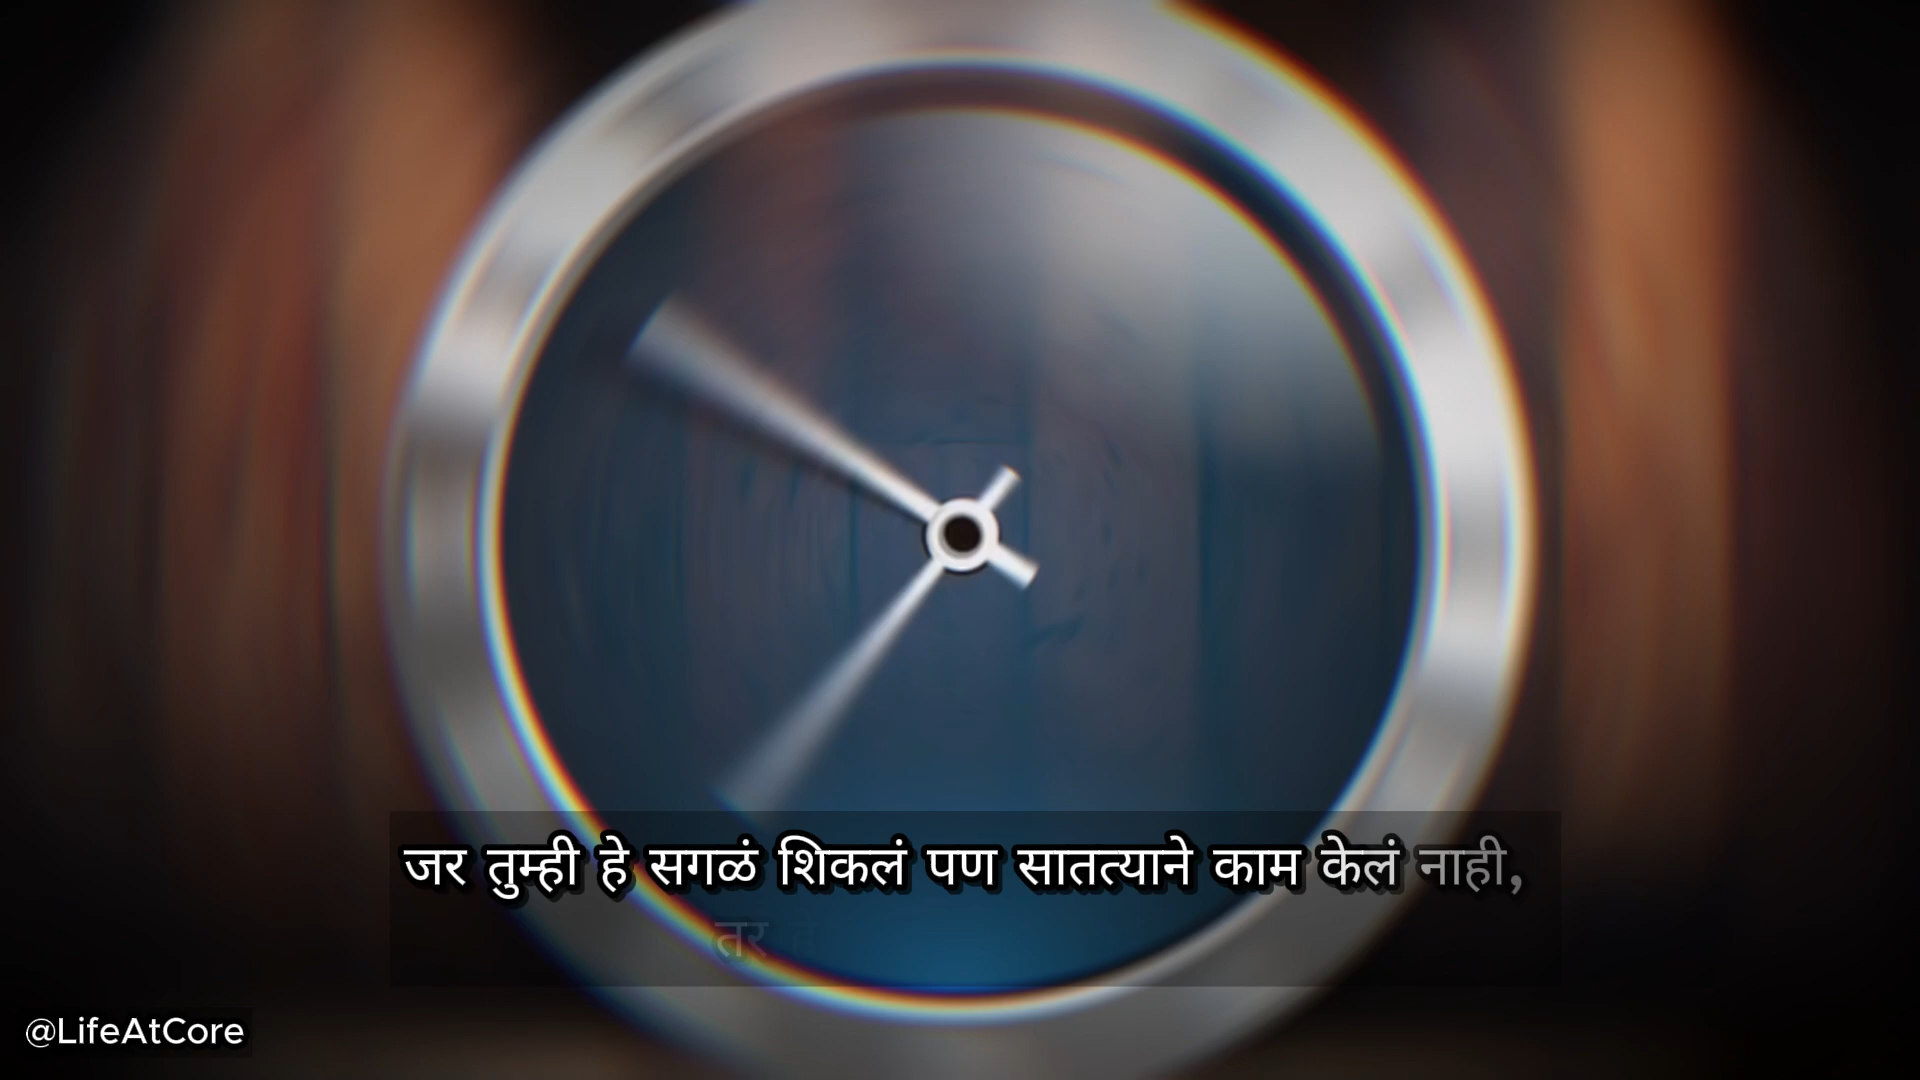 जर तुम्ही हे सगळं शिकलं पण सातत्याने काम केलं नाही,
तर हे
@LifeAtCore